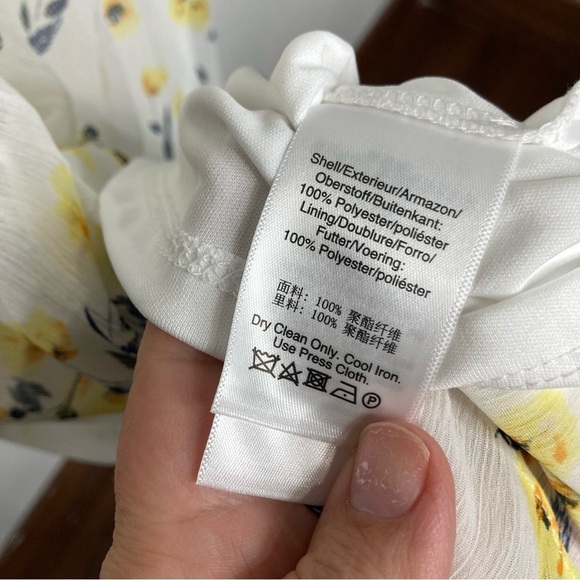 Shell/Exterieur/Armazon/
Oberstoff/Buitenkant:
100% Polyester/poliéster
Lining/Doublure/Forro/
Futter/Voering:
100% Polyester/poliéster
面料: 100% 聚酯纤维
里料: 100% 聚酯纤维
Dry Clean Only. Cool Iron.
Use Press Cloth.
P